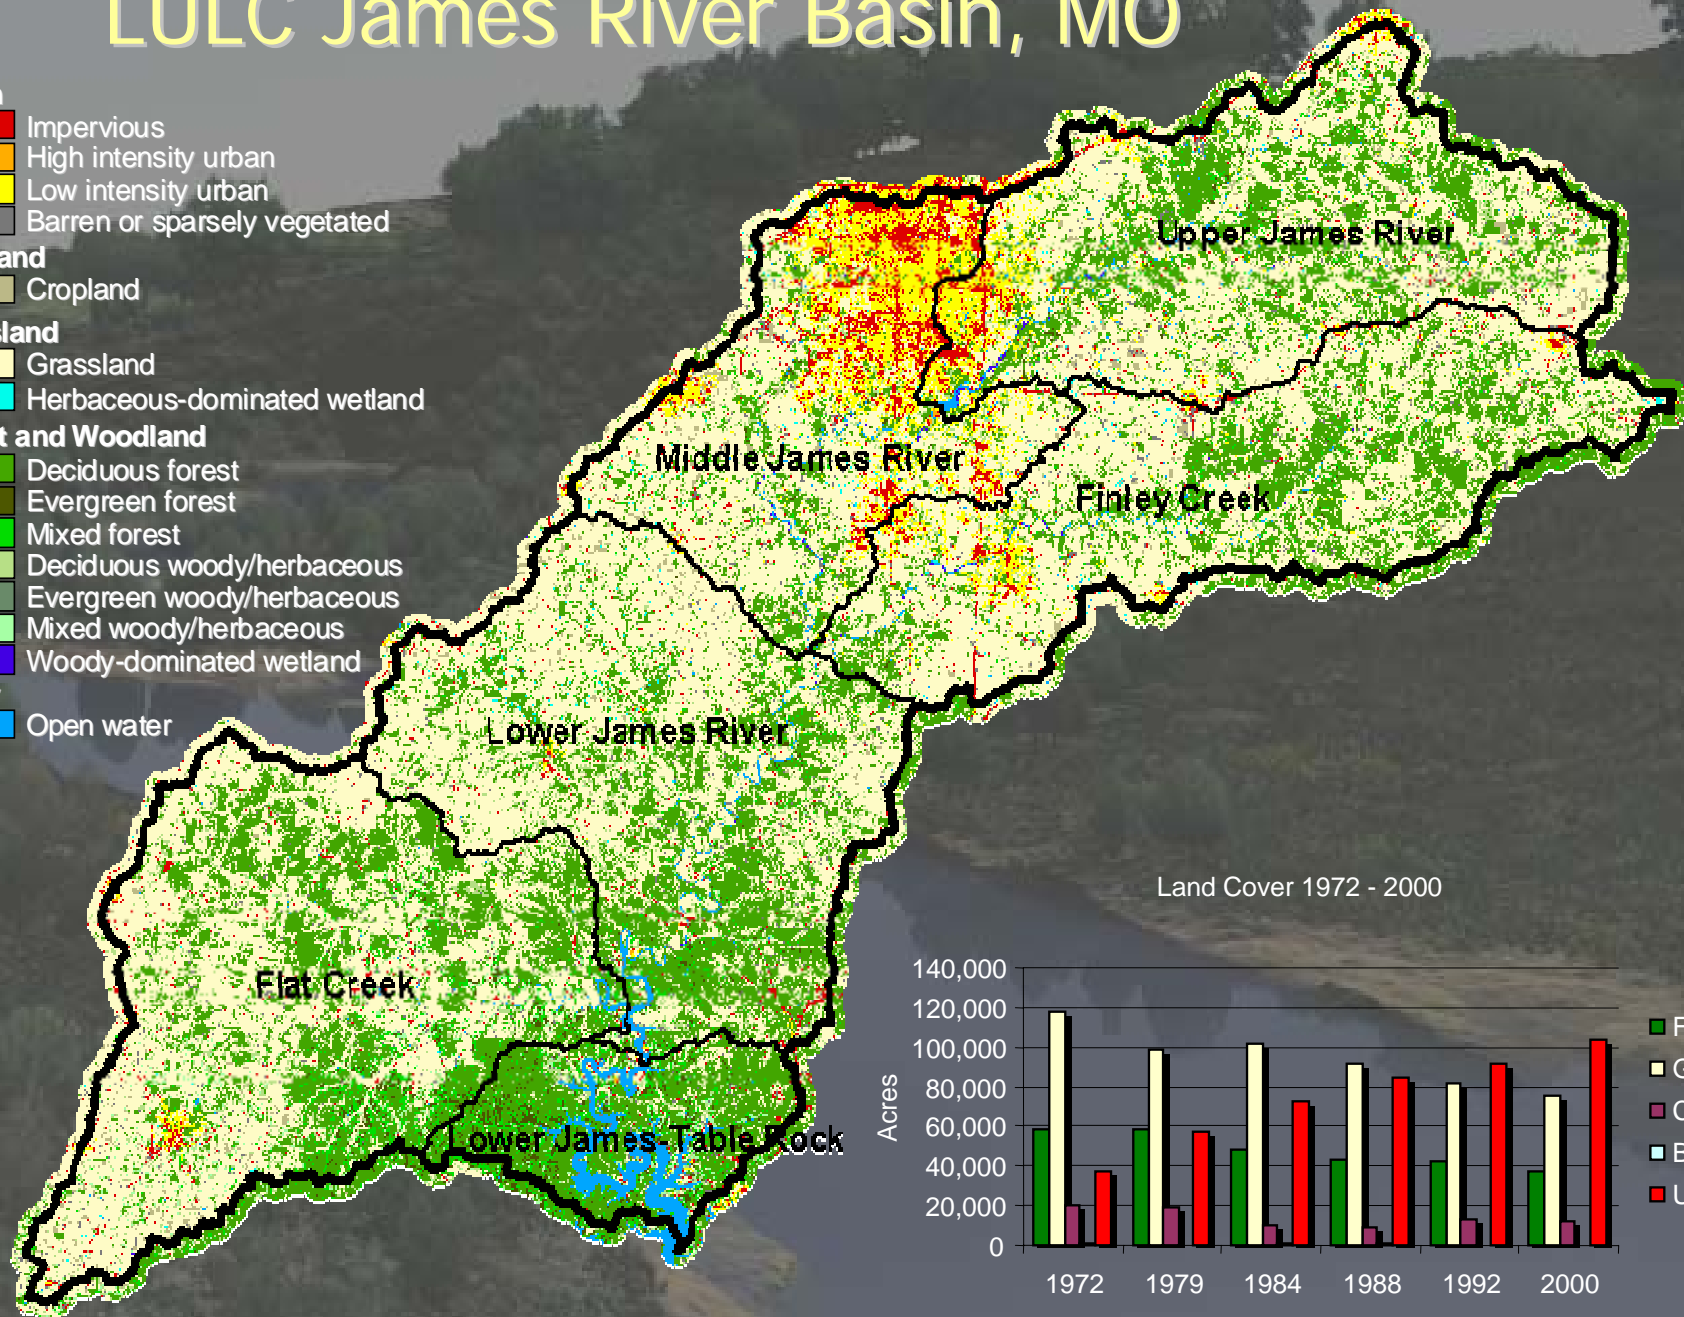 LULC James River Basin, MO
Impervious
High intensity urban
Low intensity urban
Barren or sparsely vegetated
and
Cropland
sland
Grassland
Herbaceous-dominated wetland
t and Woodland
Deciduous forest
Evergreen forest
Mixed forest
Deciduous woody/herbaceous
Evergreen woody/herbaceous
Mixed woody/herbaceous
Woody-dominated wetland
Open water
Upper James River
Middle James River
Finley Creek
Lower James River
Flat Creek
Lower James-Table Rock
Land Cover 1972 - 2000
Acres
140,000
120,000
100,000
80,000
60,000
40,000
20,000
0
1972 1979 1984 1988 1992 2000
F
G
C
B
U